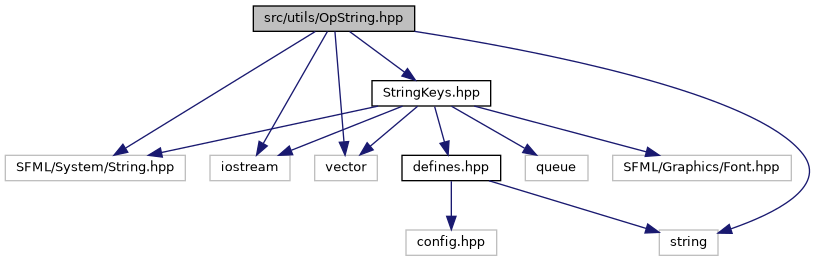 src/utils/OpString.hpp
StringKeys.hpp
SFML/System/String.hpp
iostream
vector
defines.hpp
queue
SFML/Graphics/Font.hpp
config.hpp
string